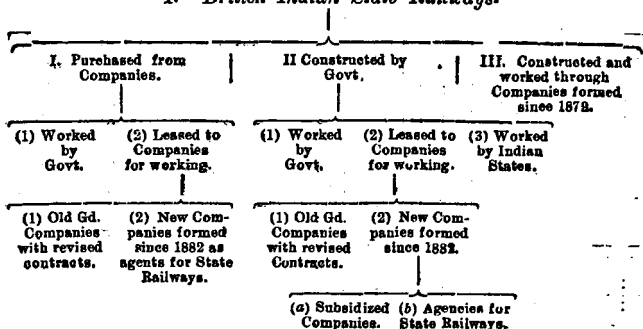 British Indian State Railways.
I. Purchased from
Companies.
II Constructed by
Govt.
III. Constructed and
worked through
Companies formed
since 1872.
(1) Worked
by
Govt.
(2) Leased to
Companies
for working.
(1) Worked
by
Govt.
(2) Leased to
Companies
for working.
(3) Worked
by Indian
States.
(1) Old Gd.
Companies
with revised
contracts.
(2) New Com-
panies formed
since 1882 as
agents for State
Railways.
(1) Old Gd.
Companies
with revised
Contracts.
(2) New Com-
panies formed
since 1882.
(a) Subsidized
Companies.
(b) Agencies for
State Railways.